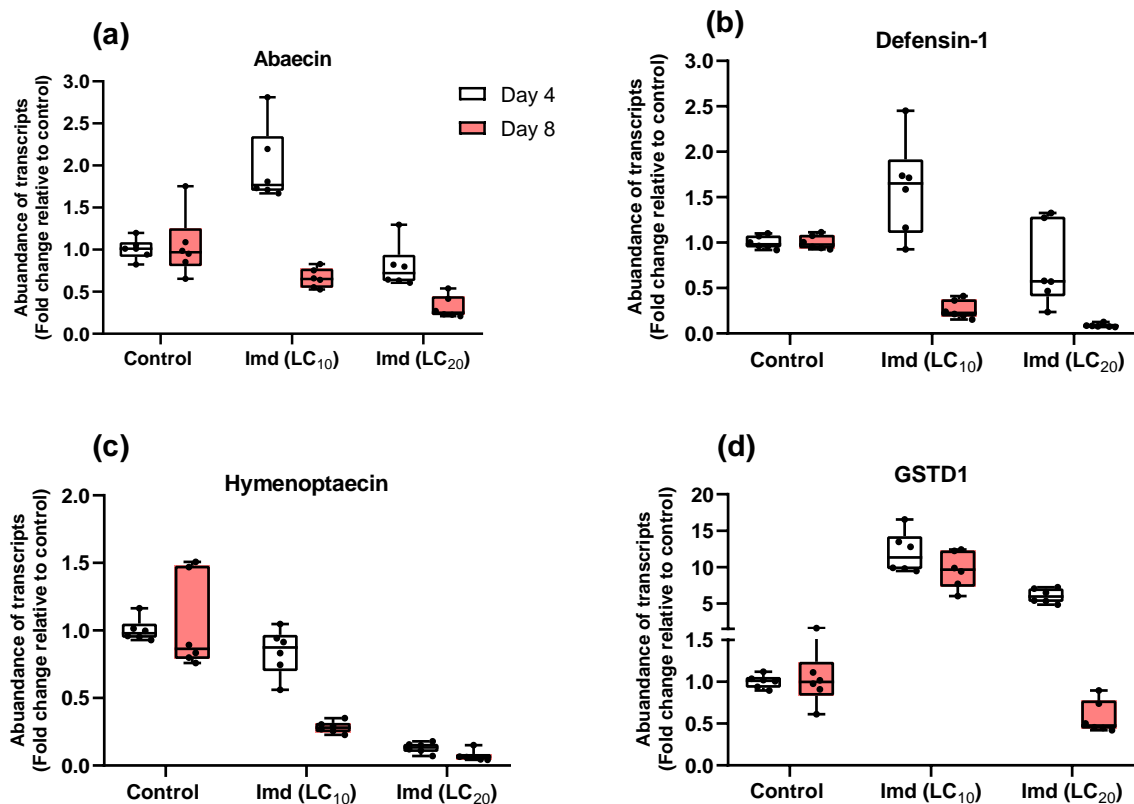 (a)
Abaecin
Abuandance of transcripts
(Fold change relative to control)
3.0
2.5
2.0
1.5
1.0
0.5
0.0
Day 4
Day 8
Control Imd (LC10) Imd (LC20)
(b)
Defensin-1
Abuandance of transcripts
(Fold change relative to control)
3.0
2.5
2.0
1.5
1.0
0.5
0.0
Control Imd (LC10) Imd (LC20)
(c)
Hymenoptaecin
Abuandance of transcripts
(Fold change relative to control)
2.0
1.5
1.0
0.5
0.0
Control Imd (LC10) Imd (LC20)
(d)
GSTD1
Abuandance of transcripts
(Fold change relative to control)
20
15
10
5
1.5
1.0
0.5
0.0
Control Imd (LC10) Imd (LC20)